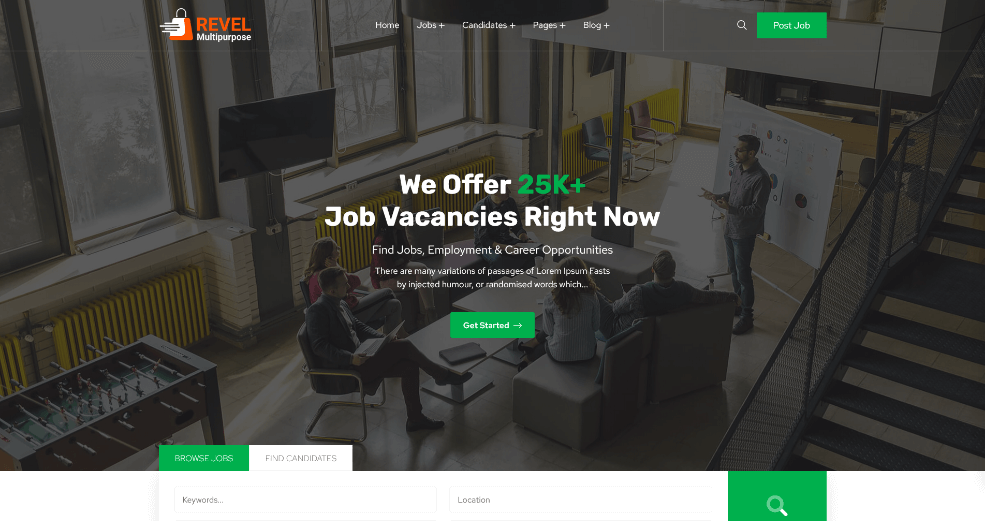 REVEL
Multipurpose
Home
Jobs +
Candidates +
Pages +
Blog +
Post Job
We Offer 25K+
Job Vacancies Right Now
Find Jobs, Employment & Career Opportunities
There are many variations of passages of Lorem Ipsum Fasts
by injected humour, or randomised words which...
Get Started →
BROWSE JOBS
FIND CANDIDATES
Keywords...
Location